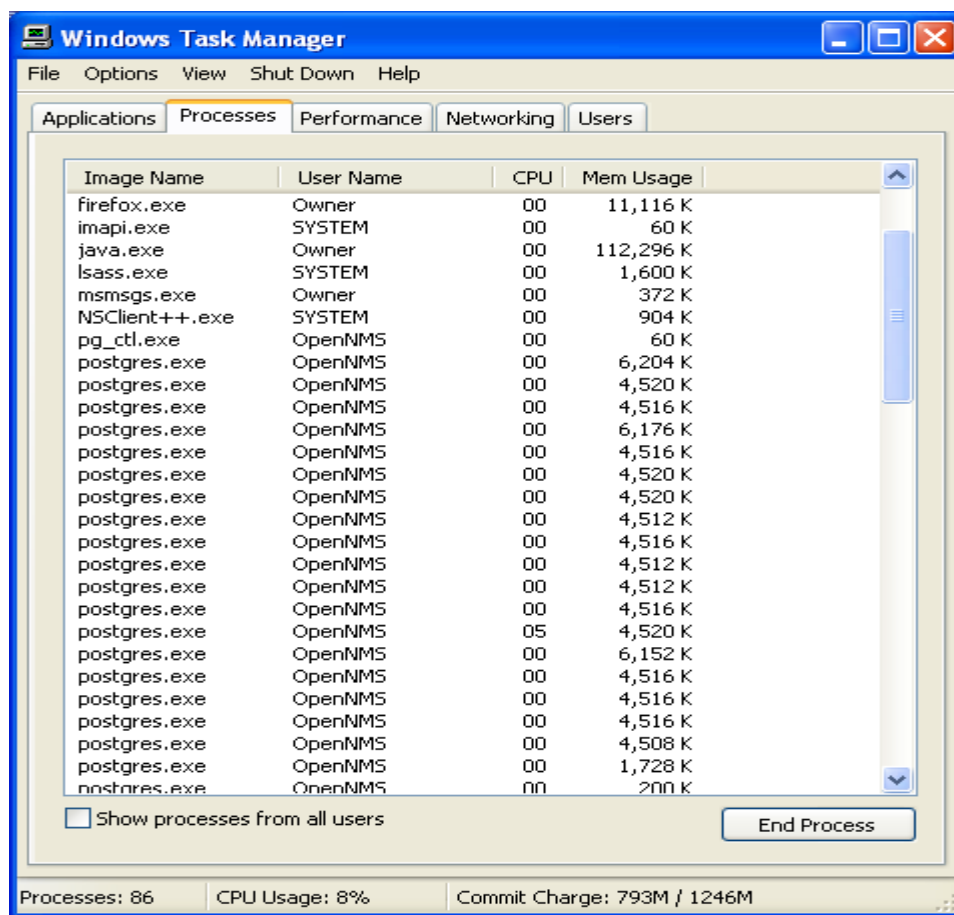 Windows Task Manager
File Options View Shut Down Help
Applications Processes Performance Networking Users
Image Name User Name CPU Mem Usage
firefox.exe Owner 00 11,116 K
imapi.exe SYSTEM 00 60 K
java.exe Owner 00 112,296 K
lsass.exe SYSTEM 00 1,600 K
msmsgs.exe Owner 00 372 K
NSClient++.exe SYSTEM 00 904 K
pg_ctl.exe OpenNMS 00 60 K
postgres.exe OpenNMS 00 6,204 K
postgres.exe OpenNMS 00 4,520 K
postgres.exe OpenNMS 00 4,516 K
postgres.exe OpenNMS 00 6,176 K
postgres.exe OpenNMS 00 4,516 K
postgres.exe OpenNMS 00 4,520 K
postgres.exe OpenNMS 00 4,520 K
postgres.exe OpenNMS 00 4,512 K
postgres.exe OpenNMS 00 4,516 K
postgres.exe OpenNMS 00 4,512 K
postgres.exe OpenNMS 00 4,512 K
postgres.exe OpenNMS 00 4,516 K
postgres.exe OpenNMS 05 4,520 K
postgres.exe OpenNMS 00 6,152 K
postgres.exe OpenNMS 00 4,516 K
postgres.exe OpenNMS 00 4,516 K
postgres.exe OpenNMS 00 4,516 K
postgres.exe OpenNMS 00 4,508 K
postgres.exe OpenNMS 00 1,728 K
postgres.exe OpenNMS 00 200 K
Show processes from all users
End Process
Processes: 86 CPU Usage: 8% Commit Charge: 793M / 1246M